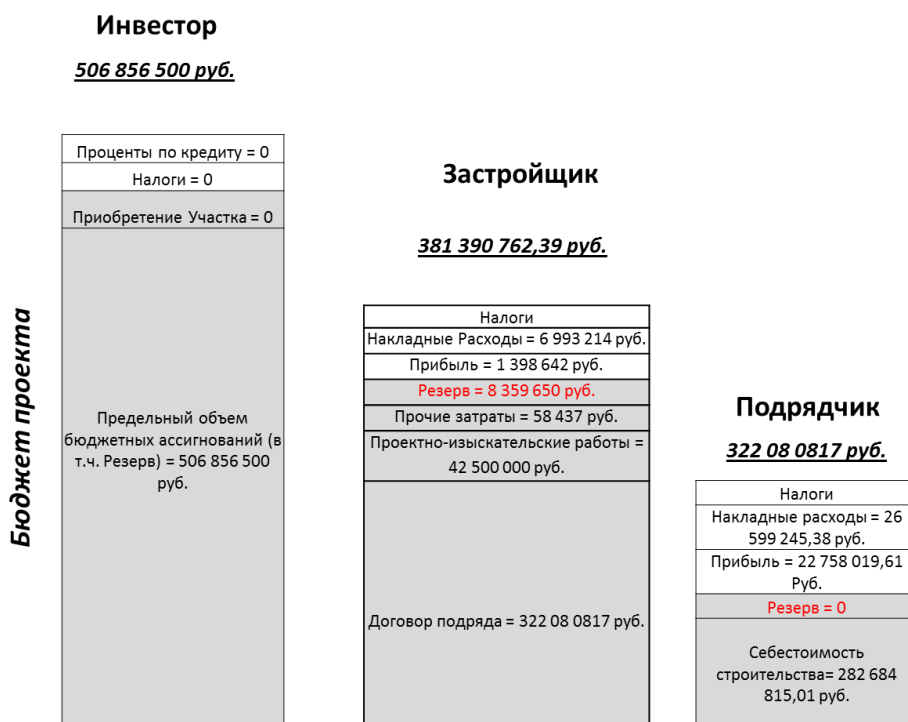 Инвестор
506 856 500 руб.
Бюджет проекта
Проценты по кредиту = 0
Налоги = 0
Приобретение Участка = 0
Предельный объем
бюджетных ассигнований (в
т.ч. Резерв) = 506 856 500
руб.
Застройщик
381 390 762,39 руб.
Налоги
Накладные Расходы = 6 993 214 руб.
Прибыль = 1 398 642 руб.
Резерв = 8 359 650 руб.
Прочие затраты = 58 437 руб.
Проектно-изыскательские работы =
42 500 000 руб.
Договор подряда = 322 08 0817 руб.
Подрядчик
322 08 0817 руб.
Налоги
Накладные расходы = 26
599 245,38 руб.
Прибыль = 22 758 019,61
Руб.
Резерв = 0
Себестоимость
строительства= 282 684
815,01 руб.